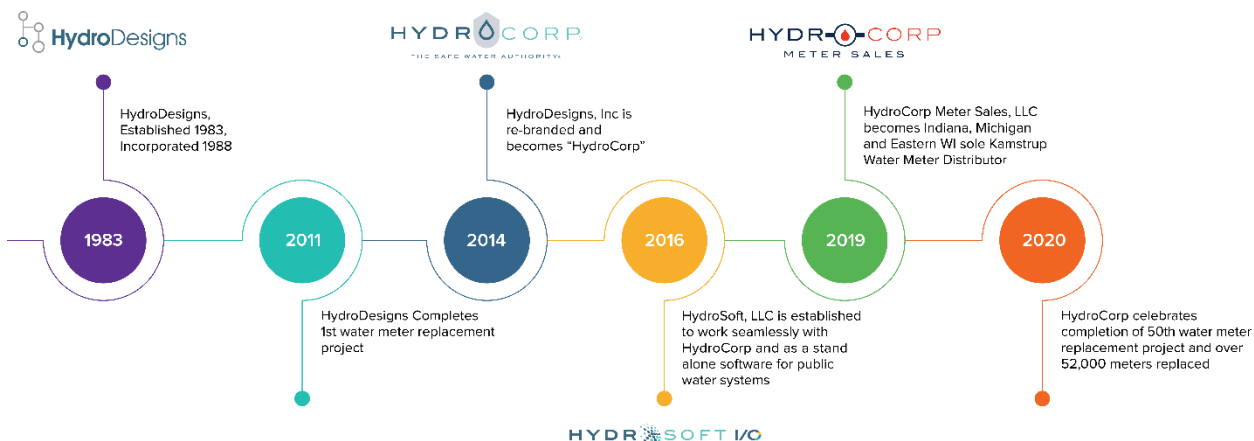 HydroDesigns
HYDROCORP
THE SAFE WATER AUTHORITY
HYDROCORP
METER SALES
HydroDesigns,
Established 1983,
Incorporated 1988
HydroDesigns, Inc is
re-branded and
becomes “HydroCorp”
HydroCorp Meter Sales, LLC
becomes Indiana, Michigan
and Eastern WI sole Kamstrup
Water Meter Distributor
1983
2011
2014
2016
2019
2020
HydroDesigns Completes
1st water meter replacement
project
HydroSoft, LLC is established
to work seamlessly with
HydroCorp and as a stand
alone software for public
water systems
HydroCorp celebrates
completion of 50th water meter
replacement project and over
52,000 meters replaced
HYDROSOFT I/O